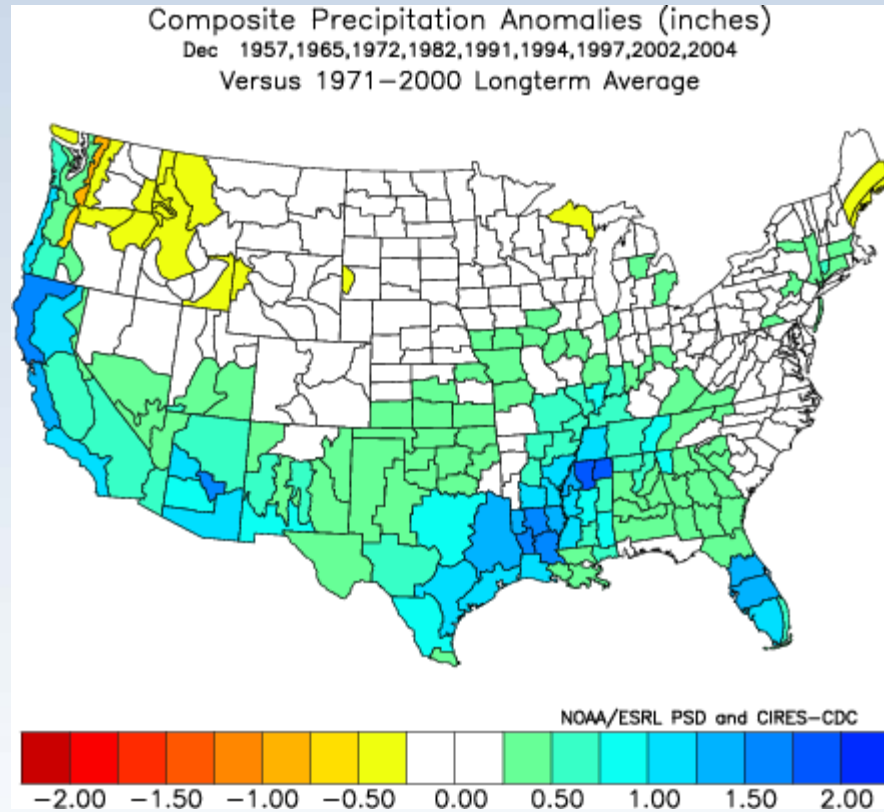 Composite Precipitation Anomalies (inches)
Dec 1957,1965,1972,1982,1991,1994,1997,2002,2004
Versus 1971-2000 Longterm Average
NOAA/ESRL PSD and CIRES-CDC
-2.00 -1.50 -1.00 -0.50 0.00 0.50 1.00 1.50 2.00